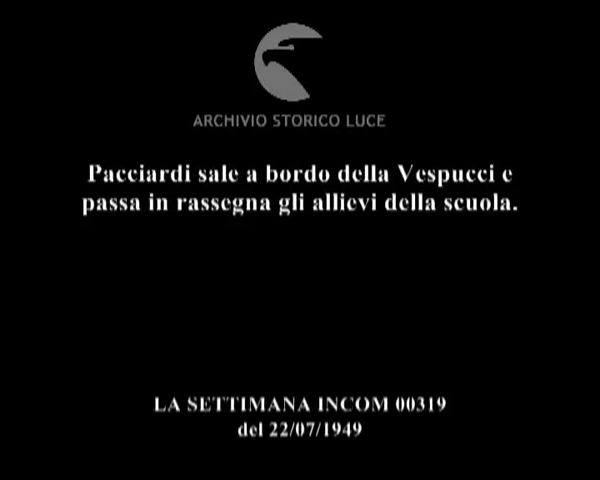 ARCHIVIO STORICO LUCE
Pacciardi sale a bordo della Vespucci e
passa in rassegna gli allievi della scuola.
LA SETTIMANA INCOM 00319
del 22/07/1949